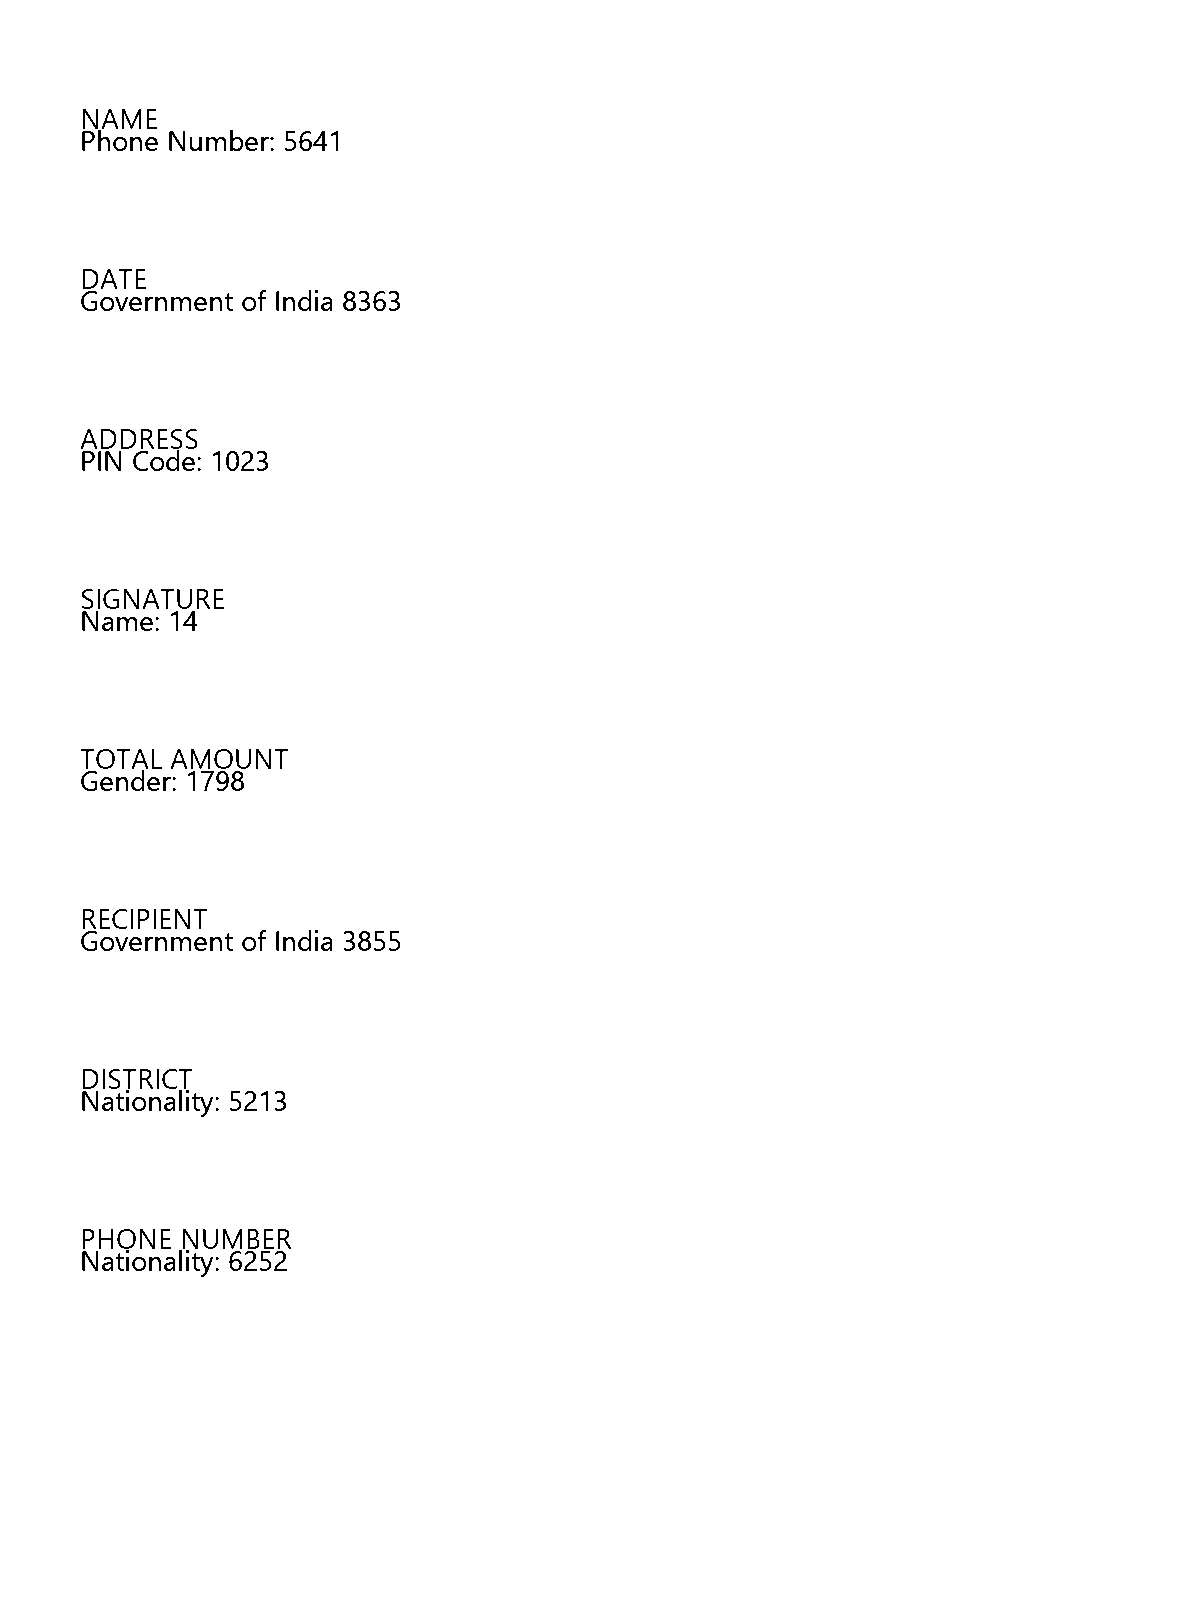 NAME
Phone Number: 5641
DATE
Government of India 8363
ADDRESS
PIN Code: 1023
SIGNATURE
Name: 14
TOTAL AMOUNT
Gender: 1798
RECIPIENT
Government of India 3855
DISTRICT
Nationality: 5213
PHONE NUMBER
Nationality: 6252